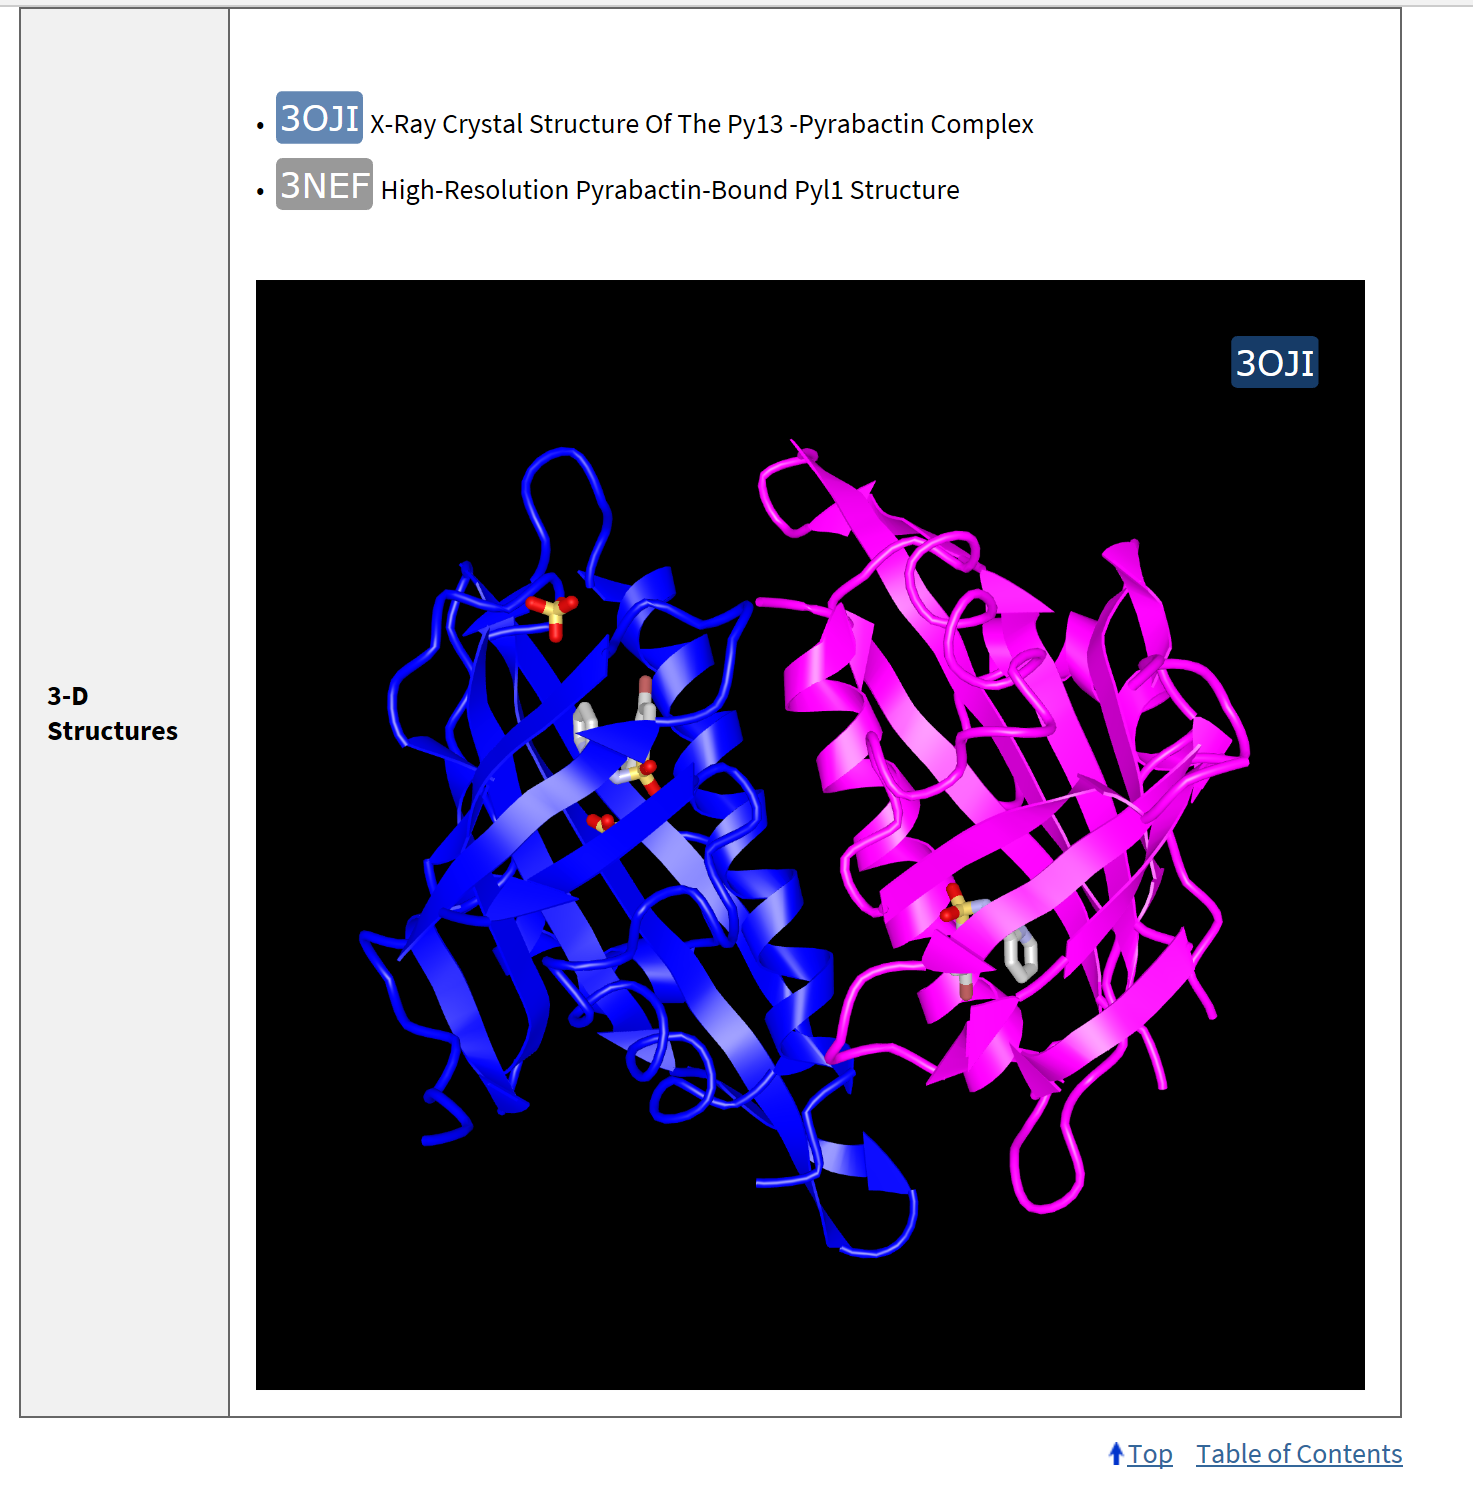 3OJI X-Ray Crystal Structure Of The Py13 -Pyrabactin Complex
3NEF High-Resolution Pyrabactin-Bound Pyl1 Structure
3OJI
3-D
Structures
Top Table of Contents